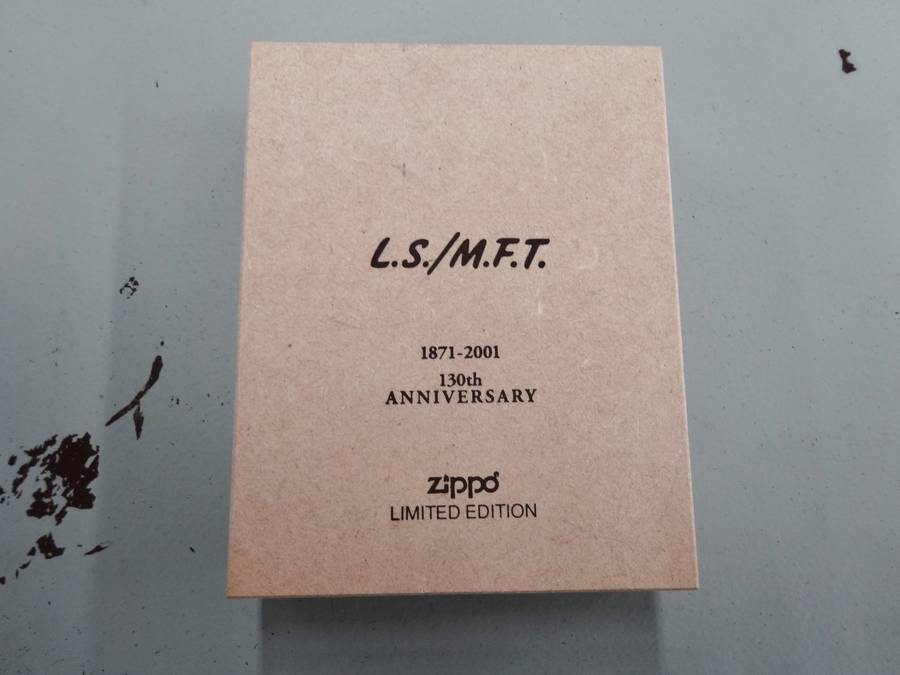 L.S./M.F.T.
1871-2001
130th
ANNIVERSARY
zippo
LIMITED EDITION